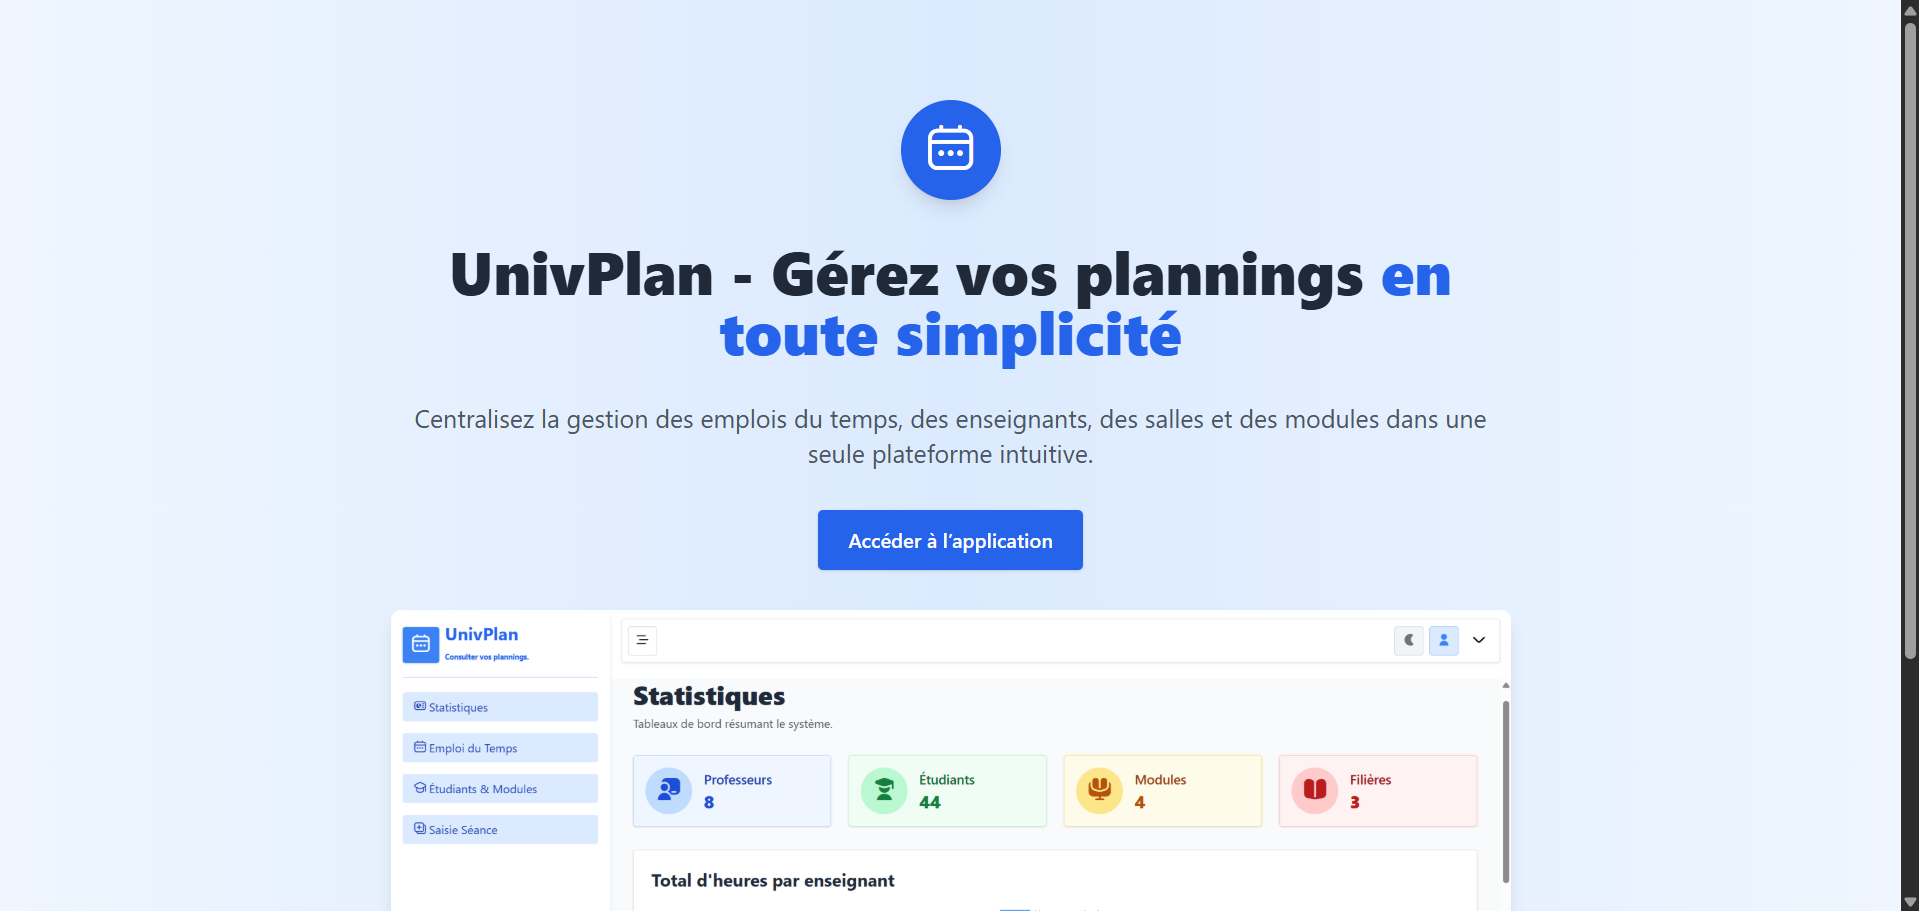 UnivPlan - Gérez vos plannings en
toute simplicité
Centralisez la gestion des emplois du temps, des enseignants, des salles et des modules dans une
seule plateforme intuitive.
Accéder à l’application
UnivPlan
Consulter vos plannings.
Statistiques
Emploi du Temps
Étudiants & Modules
Saisie Séance
Statistiques
Tableaux de bord résumant le système.
Professeurs
8
Étudiants
44
Modules
4
Filières
3
Total d'heures par enseignant